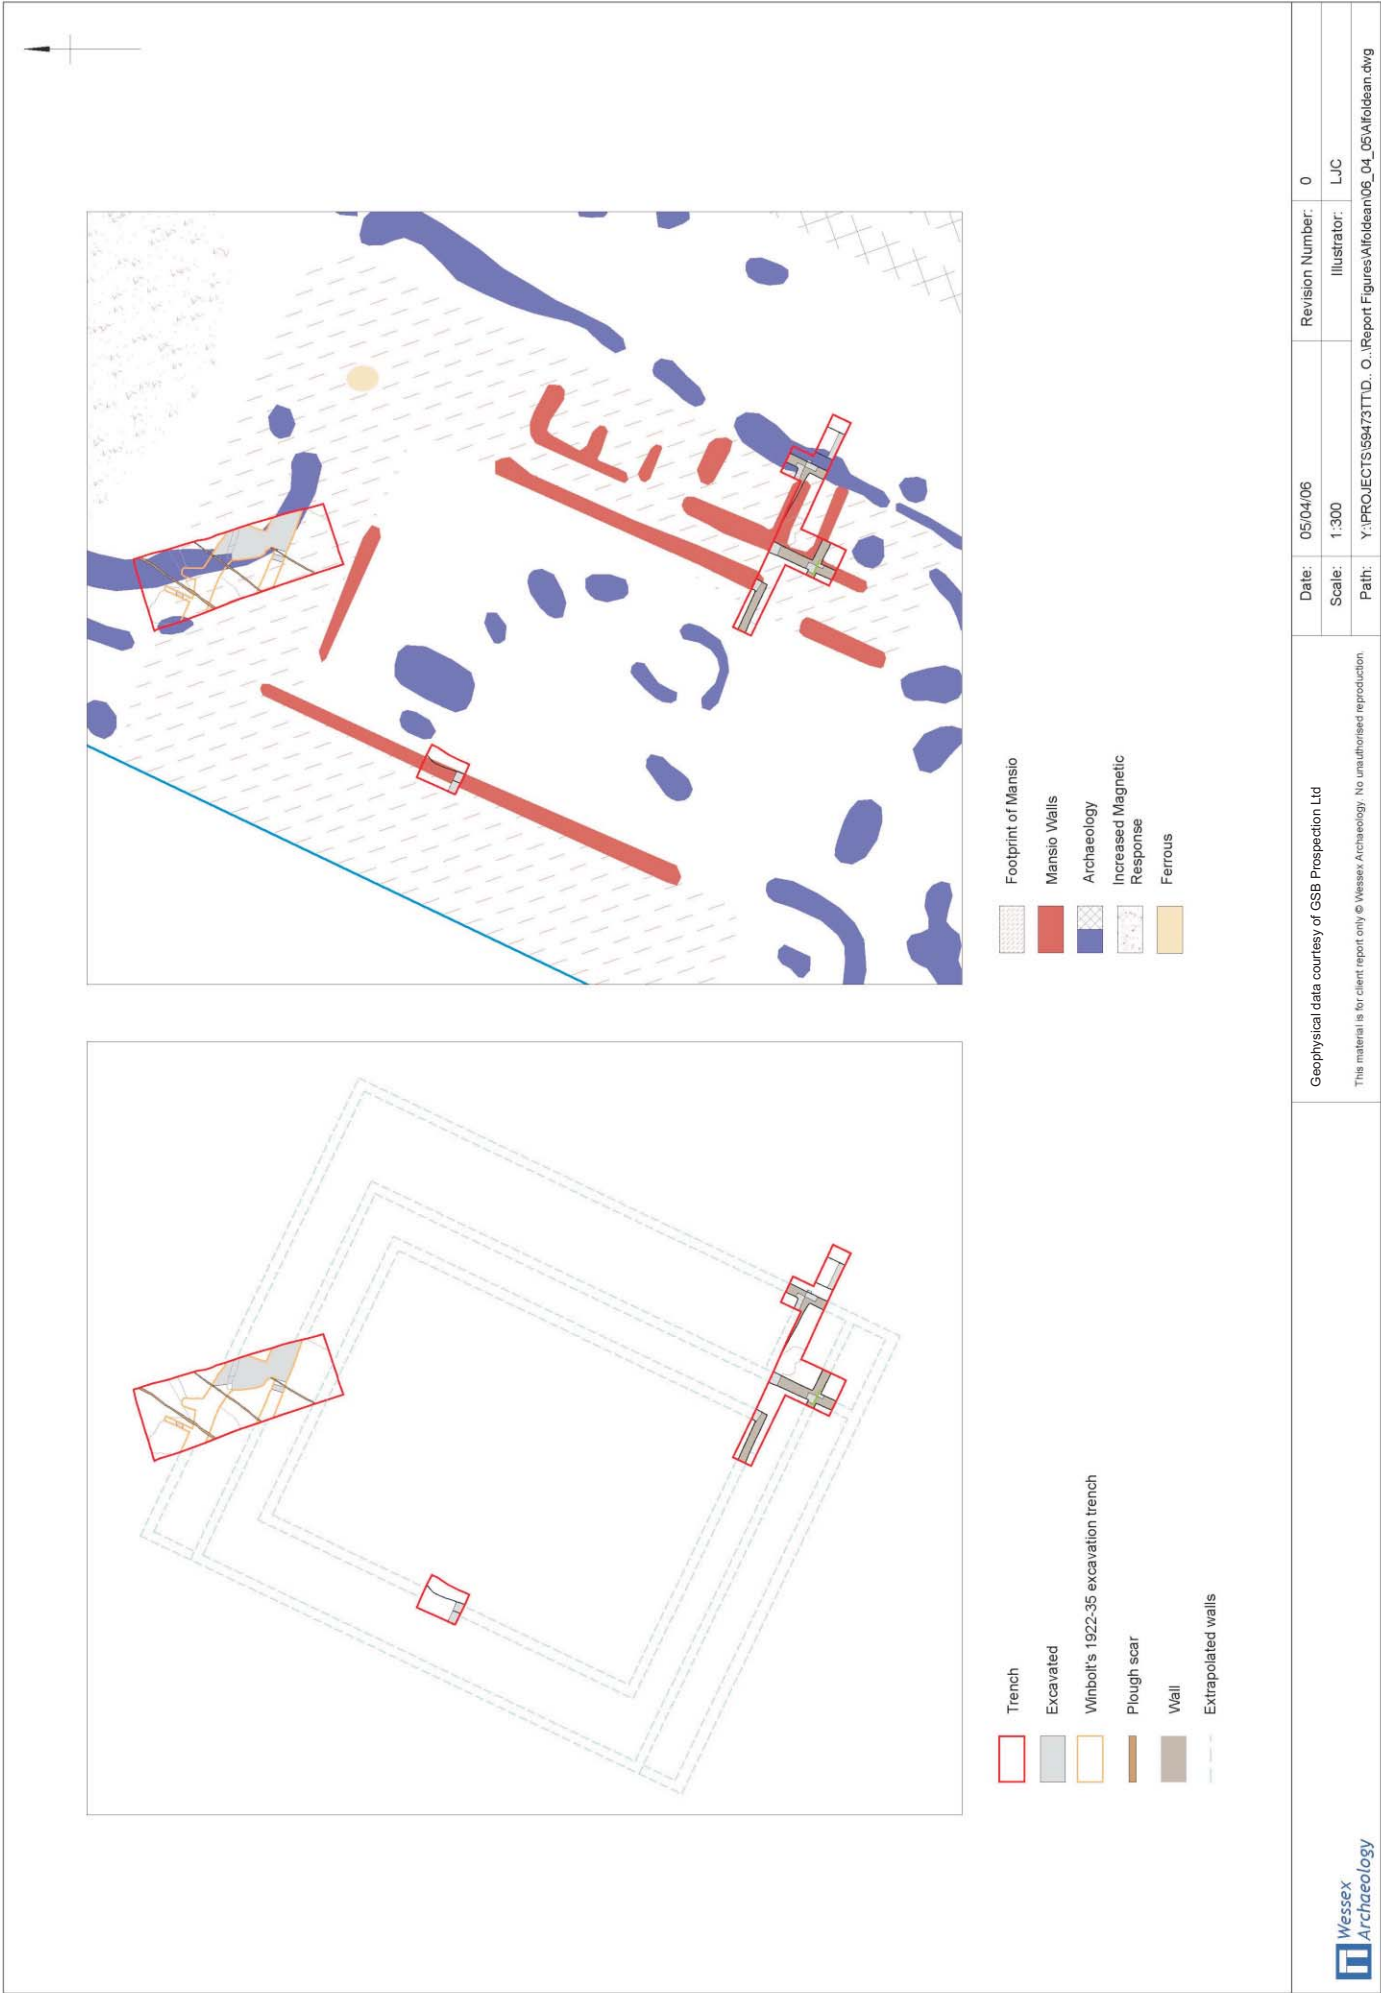 Trench
Excavated
Winbolt's 1922-35 excavation trench
Plough scar
Wall
Extrapolated walls
Footprint of Mansio
Mansio Walls
Archaeology
Increased Magnetic
Response
Ferrous
Wessex
Archaeology
Geophysical data courtesy of GSB Prospection Ltd
This material is for client report only © Wessex Archaeology. No unauthorised reproduction.
Date: 05/04/06 Revision Number: 0
Scale: 1:300 Illustrator: LJC
Path: Y:\PROJECTS\59473TT\D.. O..\Report Figures\Alfoldean\06_04_05\Alfoldean.dwg